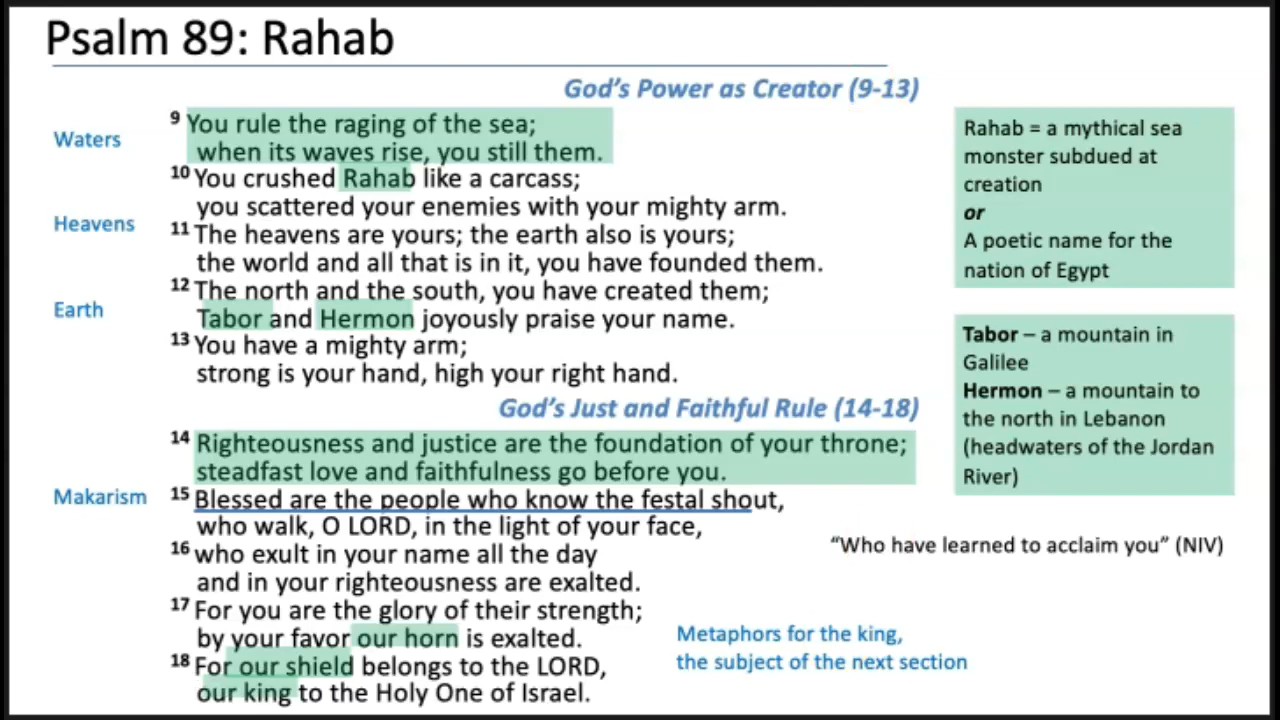 Psalm 89: Rahab
God's Power as Creator (9-13)
Waters
9 You rule the raging of the sea;
when its waves rise, you still them.
10 You crushed Rahab like a carcass;
you scattered your enemies with your mighty arm.
Heavens
11 The heavens are yours; the earth also is yours;
the world and all that is in it, you have founded them.
Earth
12 The north and the south, you have created them;
Tabor and Hermon joyously praise your name.
13 You have a mighty arm;
strong is your hand, high your right hand.
Rahab = a mythical sea
monster subdued at
creation
or
A poetic name for the
nation of Egypt
Tabor – a mountain in
Galilee
Hermon – a mountain to
the north in Lebanon
(headwaters of the Jordan
River)
God's Just and Faithful Rule (14-18)
14 Righteousness and justice are the foundation of your throne;
steadfast love and faithfulness go before you.
Makarism
15 Blessed are the people who know the festal shout,
who walk, O LORD, in the light of your face,
"Who have learned to acclaim you" (NIV)
16 who exult in your name all the day
and in your righteousness are exalted.
17 For you are the glory of their strength;
by your favor our horn is exalted.
18 For our shield belongs to the LORD,
our king to the Holy One of Israel.
Metaphors for the king,
the subject of the next section